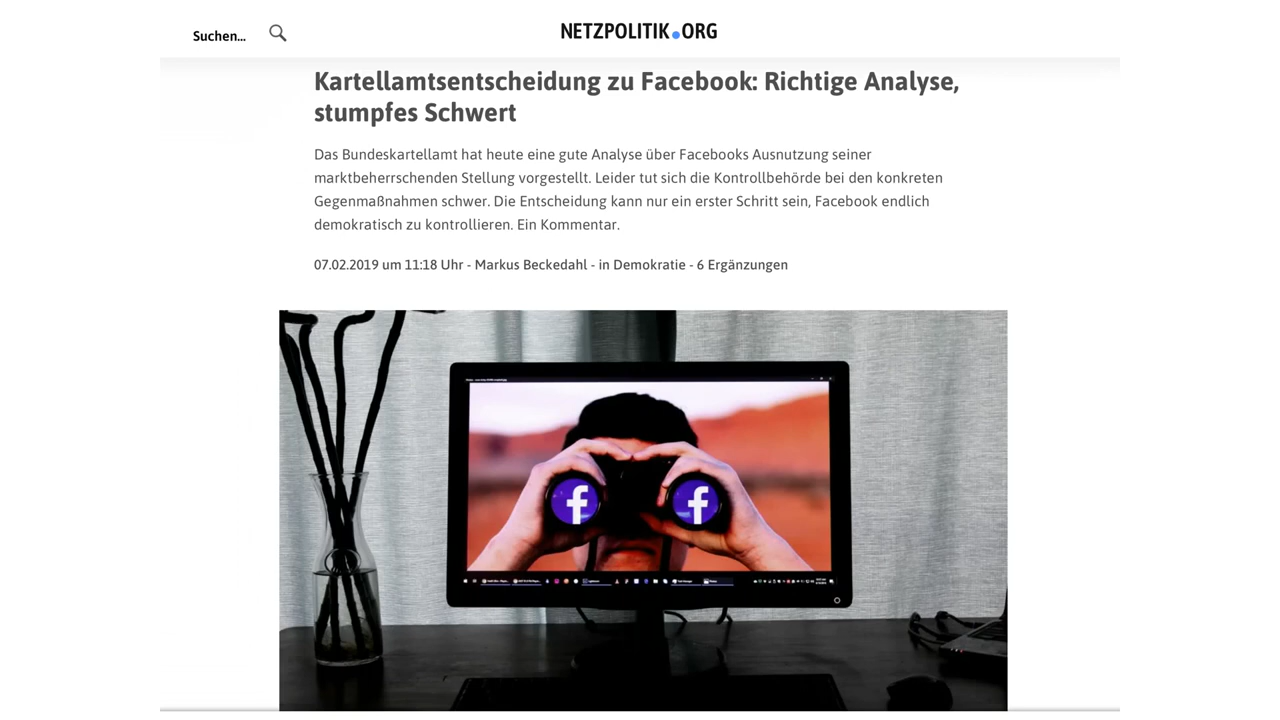 Suchen...
NETZPOLITIK.ORG
Kartellamtsentscheidung zu Facebook: Richtige Analyse,
stumpfes Schwert
Das Bundeskartellamt hat heute eine gute Analyse über Facebooks Ausnutzung seiner
marktbeherrschenden Stellung vorgestellt. Leider tut sich die Kontrollbehörde bei den konkreten
Gegenmaßnahmen schwer. Die Entscheidung kann nur ein erster Schritt sein, Facebook endlich
demokratisch zu kontrollieren. Ein Kommentar.
07.02.2019 um 11:18 Uhr - Markus Beckedahl - in Demokratie - 6 Ergänzungen
f f